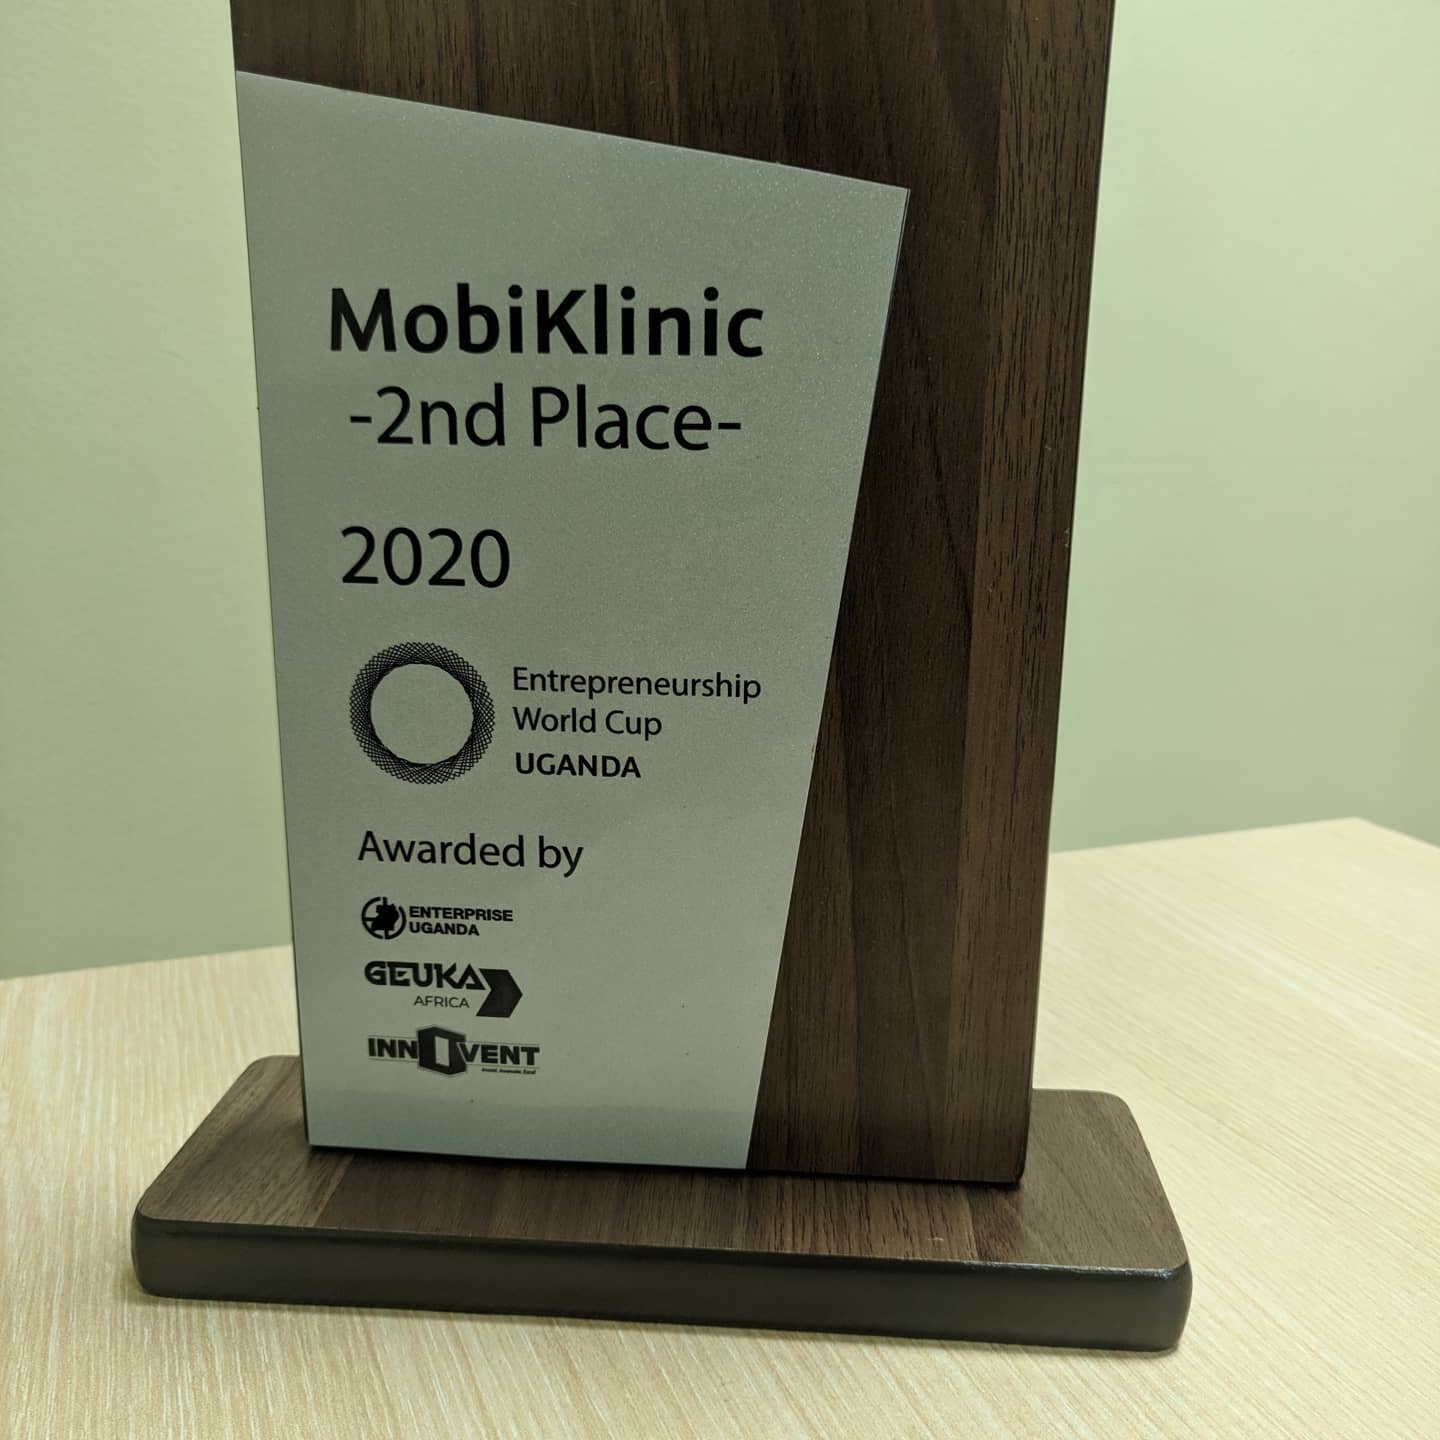 MobiKlinic
-2nd Place-
2020
Entrepreneurship
World Cup
UGANDA
Awarded by
ENTERPRISE
UGANDA
GEUKA
AFRICA
INNOVENT